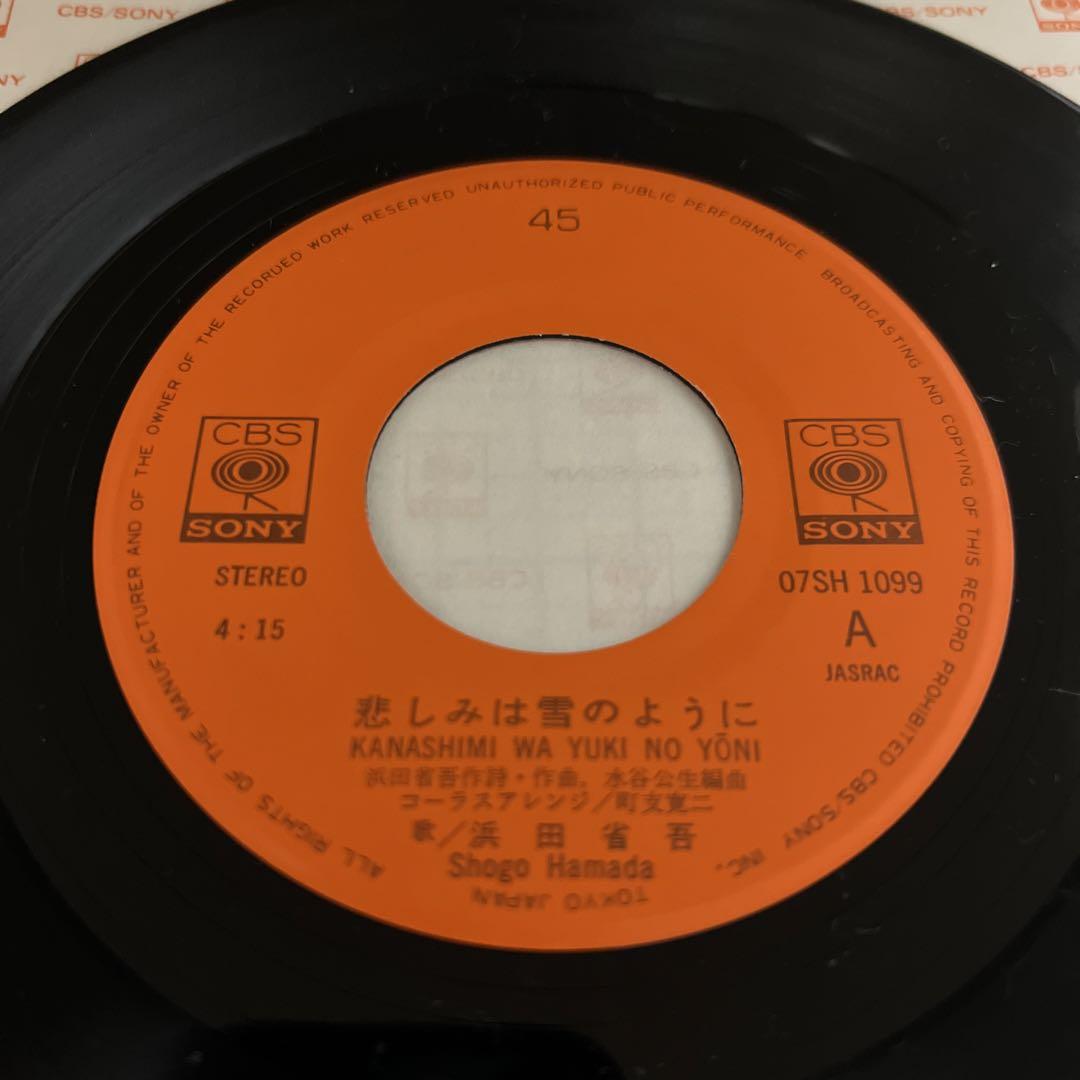 CBS/SONY
CBS/SONY
ALL RIGHTS OF THE MANUFACTURER AND OF THE OWNER OF THE RECORDED WORK RESERVED UNAUTHORIZED PUBLIC PERFORMANCE BROADCASTING AND COPYING OF THIS RECORD PROHIBITED CBS/SONY INC.
TOKYO JAPAN
45
CBS
SONY
CBS
SONY
STEREO
07SH 1099
4:15
A
JASRAC
悲しみは雪のように
KANASHIMI WA YUKI NO YŌNI
浜田省吾作詩・作曲, 水谷公生編曲
コーラスアレンジ/町支寛二
歌/浜田省吾
Shogo Hamada